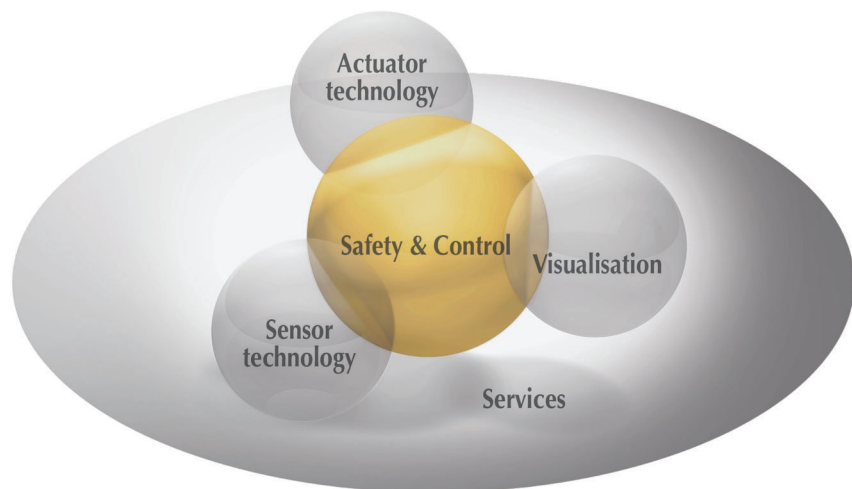 Actuator
technology
Safety & Control
Visualisation
Sensor
technology
Services